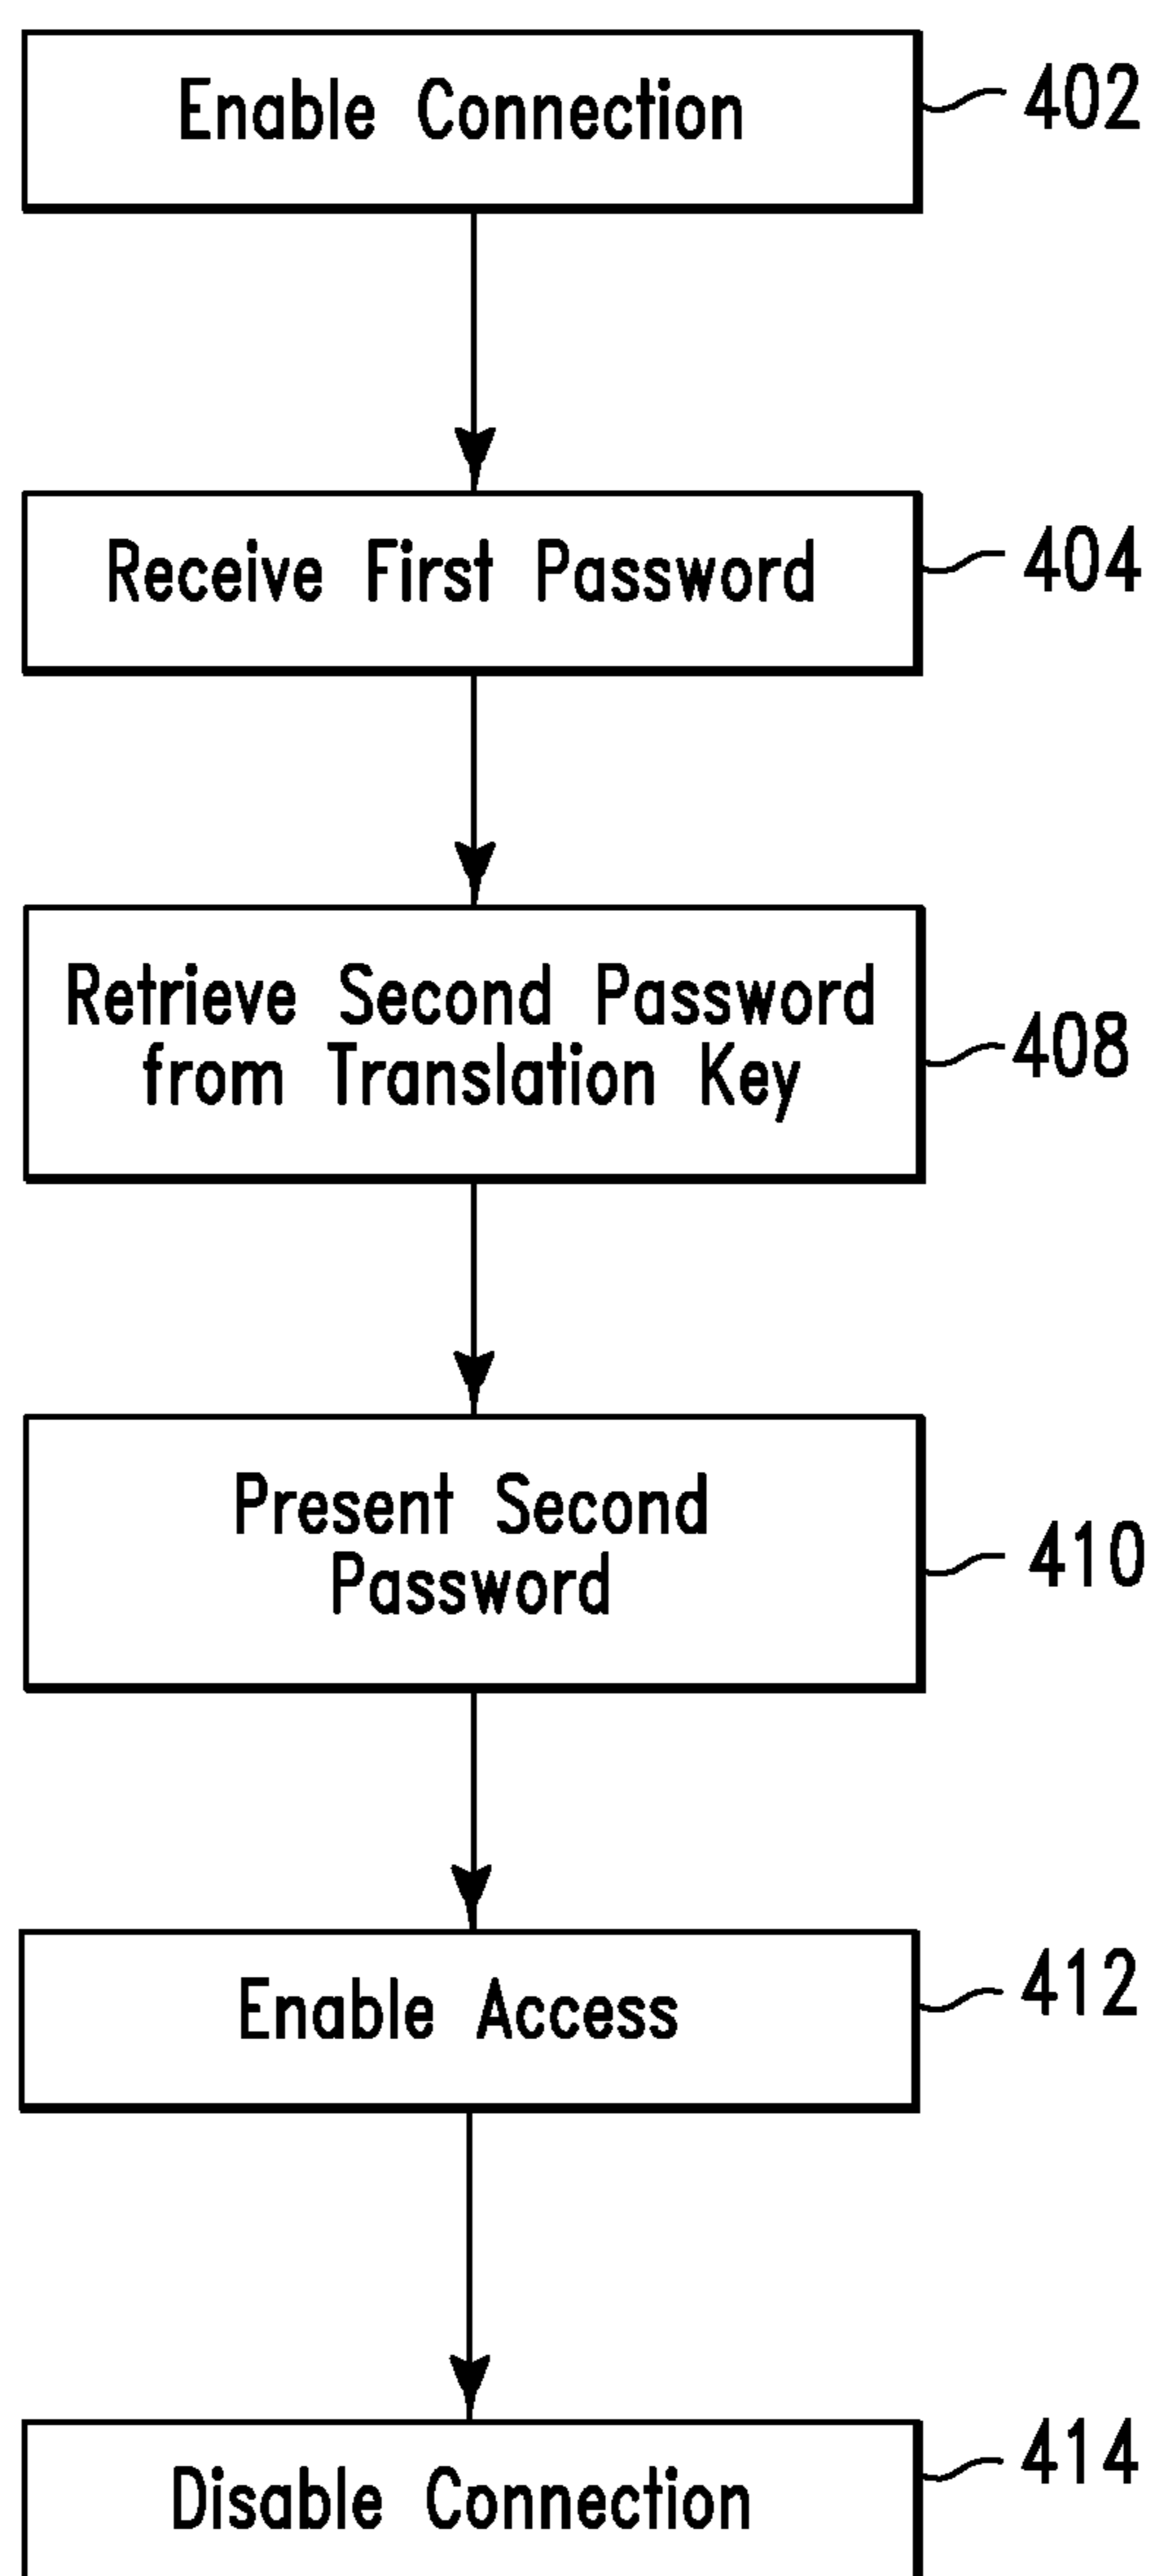 Enable Connection
402
Receive First Password
404
Retrieve Second Password
from Translation Key
408
Present Second
Password
410
Enable Access
412
Disable Connection
414